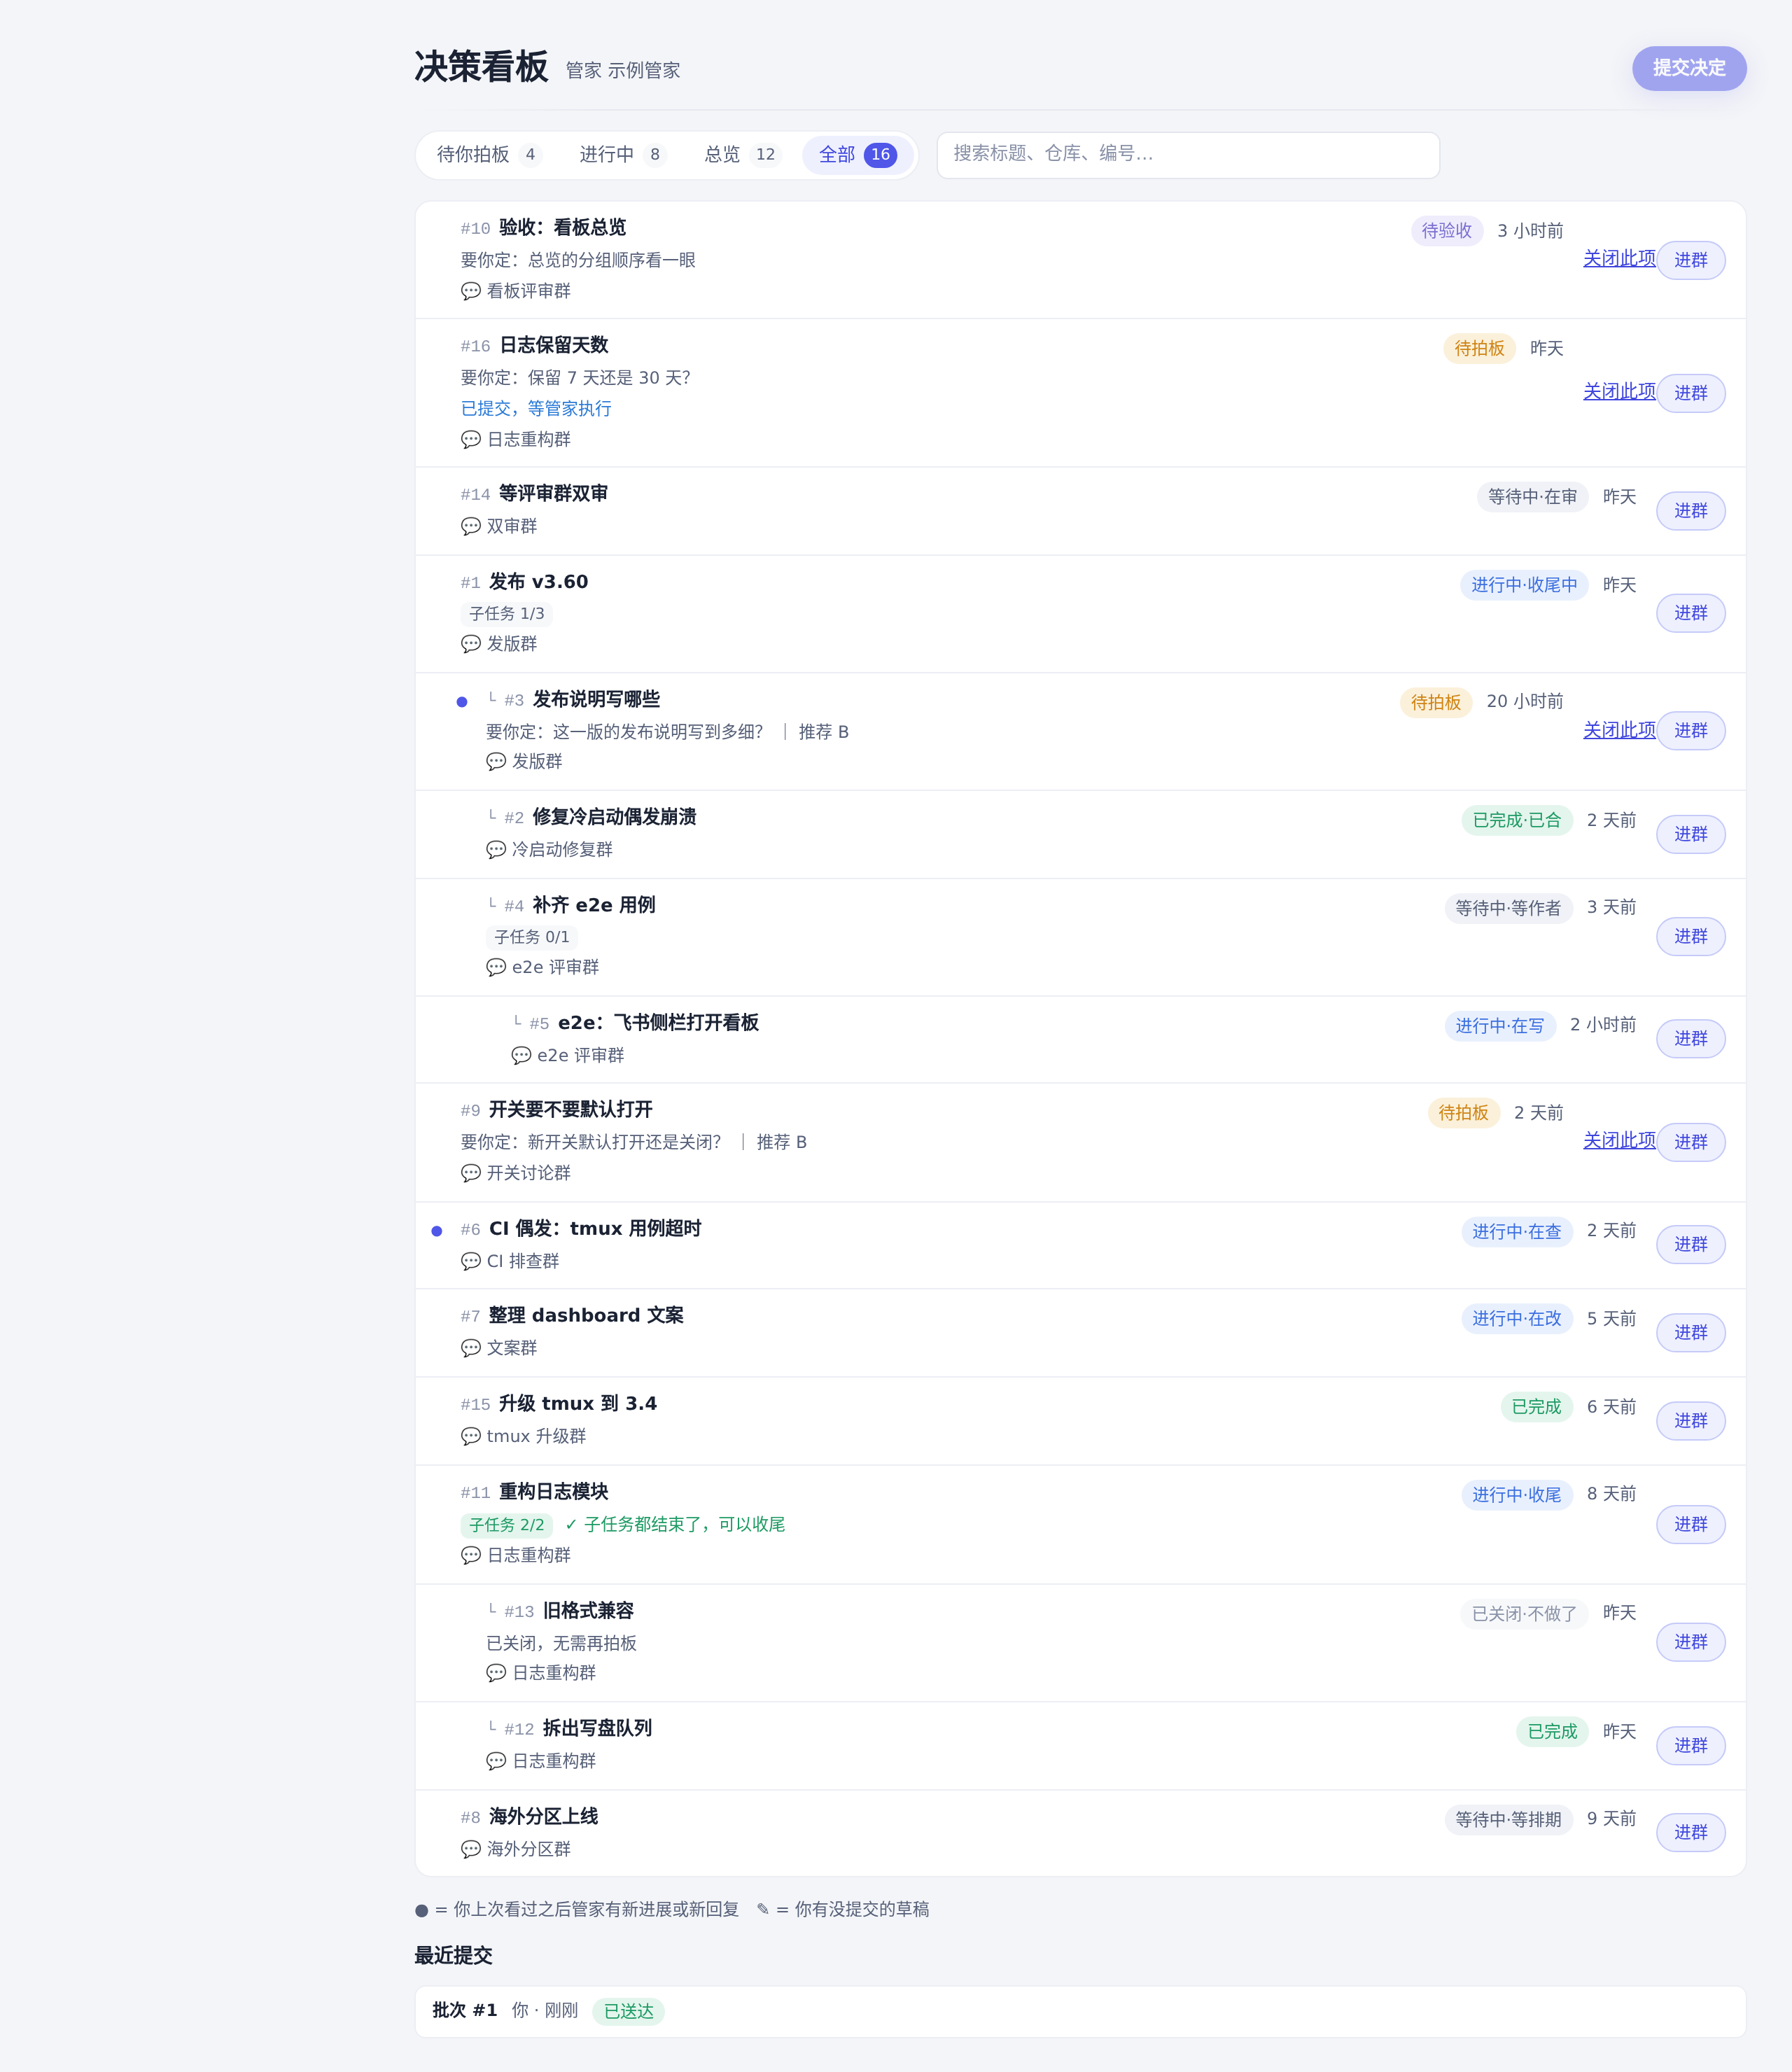 决策看板 管家 示例管家 提交决定
待你拍板 4 进行中 8 总览 12 全部 16 搜索标题、仓库、编号...
#10 验收：看板总览 待验收 3 小时前
要你定：总览的分组顺序看一眼 关闭此项 进群
💬 看板评审群
#16 日志保留天数 待拍板 昨天
要你定：保留 7 天还是 30 天？ 关闭此项 进群
已提交，等管家执行
💬 日志重构群
#14 等评审群双审 等待中·在审 昨天 进群
💬 双审群
#1 发布 v3.60 进行中·收尾中 昨天
子任务 1/3 进群
💬 发版群
● └ #3 发布说明写哪些 待拍板 20 小时前
要你定：这一版的发布说明写到多细？ ｜ 推荐 B 关闭此项 进群
💬 发版群
└ #2 修复冷启动偶发崩溃 已完成·已合 2 天前 进群
💬 冷启动修复群
└ #4 补齐 e2e 用例 等待中·等作者 3 天前
子任务 0/1 进群
💬 e2e 评审群
└ #5 e2e：飞书侧栏打开看板 进行中·在写 2 小时前 进群
💬 e2e 评审群
#9 开关要不要默认打开 待拍板 2 天前
要你定：新开关默认打开还是关闭？ ｜ 推荐 B 关闭此项 进群
💬 开关讨论群
● #6 CI 偶发：tmux 用例超时 进行中·在查 2 天前 进群
💬 CI 排查群
#7 整理 dashboard 文案 进行中·在改 5 天前 进群
💬 文案群
#15 升级 tmux 到 3.4 已完成 6 天前 进群
💬 tmux 升级群
#11 重构日志模块 进行中·收尾 8 天前
子任务 2/2 ✓ 子任务都结束了，可以收尾 进群
💬 日志重构群
└ #13 旧格式兼容 已关闭·不做了 昨天
已关闭，无需再拍板 进群
💬 日志重构群
└ #12 拆出写盘队列 已完成 昨天 进群
💬 日志重构群
#8 海外分区上线 等待中·等排期 9 天前 进群
💬 海外分区群
● = 你上次看过之后管家有新进展或新回复 ✎ = 你有没提交的草稿
最近提交
批次 #1 你 · 刚刚 已送达